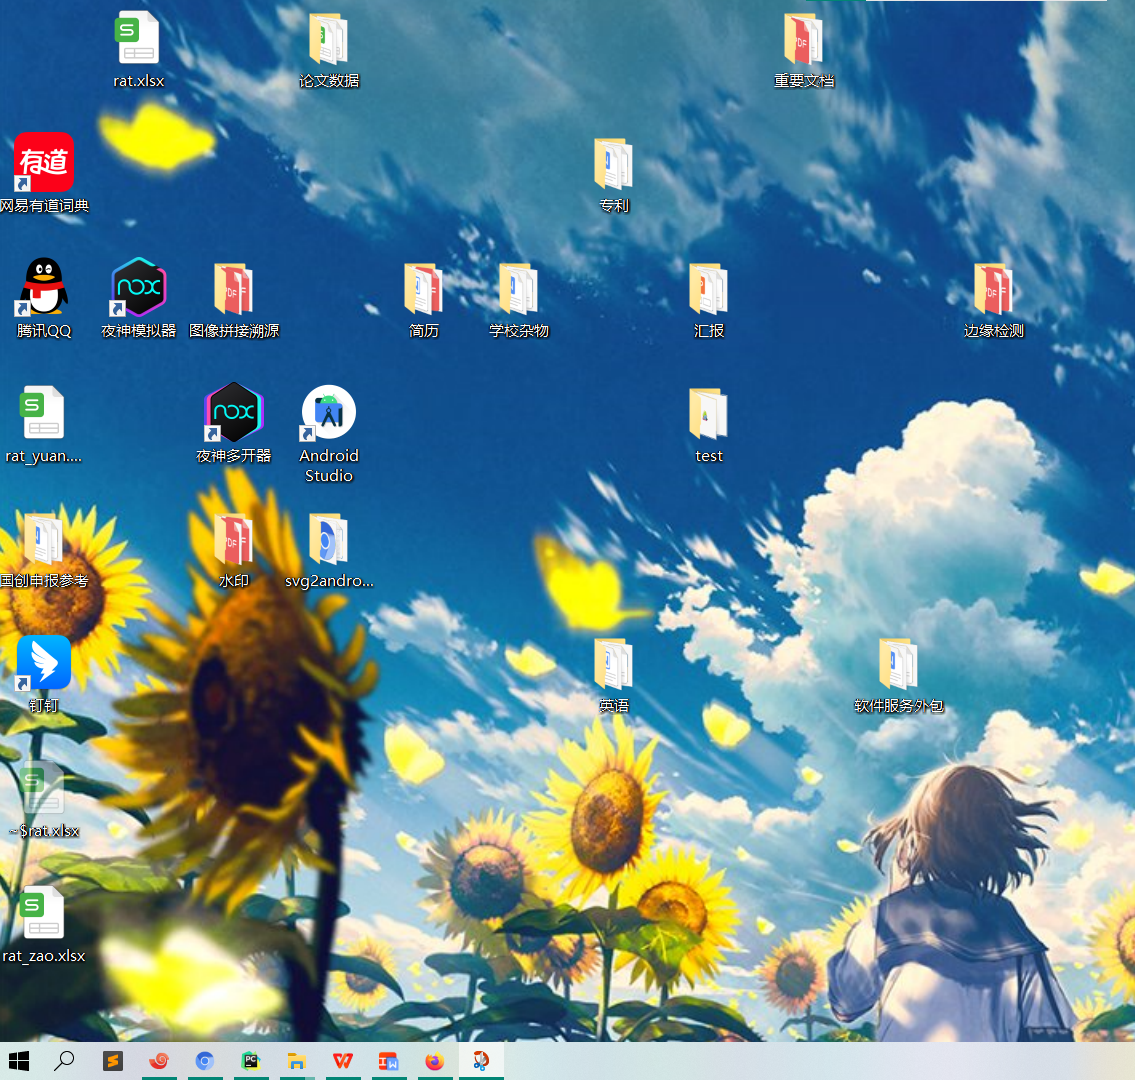 rat.xlsx
论文数据
重要文档
有道
网易有道词典
专利
nox
腾讯QQ
夜神模拟器
图像拼接溯源
简历
学校杂物
汇报
边缘检测
nox
rat_yuan....
夜神多开器
Android
Studio
test
国创申报参考
水印
svg2andro...
钉钉
英语
软件服务外包
~$rat.xlsx
rat_zao.xlsx